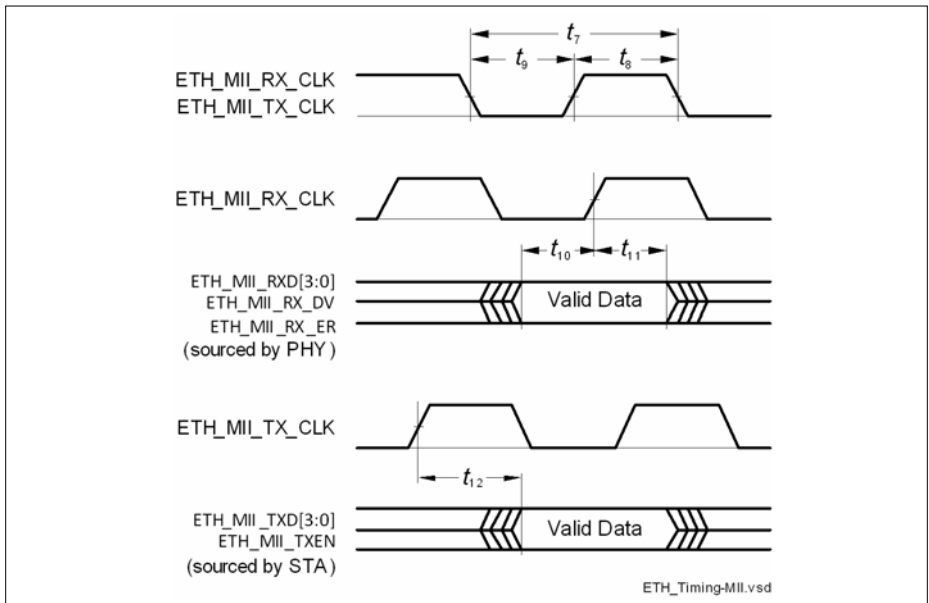 t₇
t₉ t₈
ETH_MII_RX_CLK
ETH_MII_TX_CLK
ETH_MII_RX_CLK
t₁₀ t₁₁
ETH_MII_RXD[3:0]
ETH_MII_RX_DV
ETH_MII_RX_ER
(sourced by PHY)
Valid Data
ETH_MII_TX_CLK
t₁₂
ETH_MII_TXD[3:0]
ETH_MII_TXEN
(sourced by STA)
Valid Data
ETH_Timing-MII.vsd